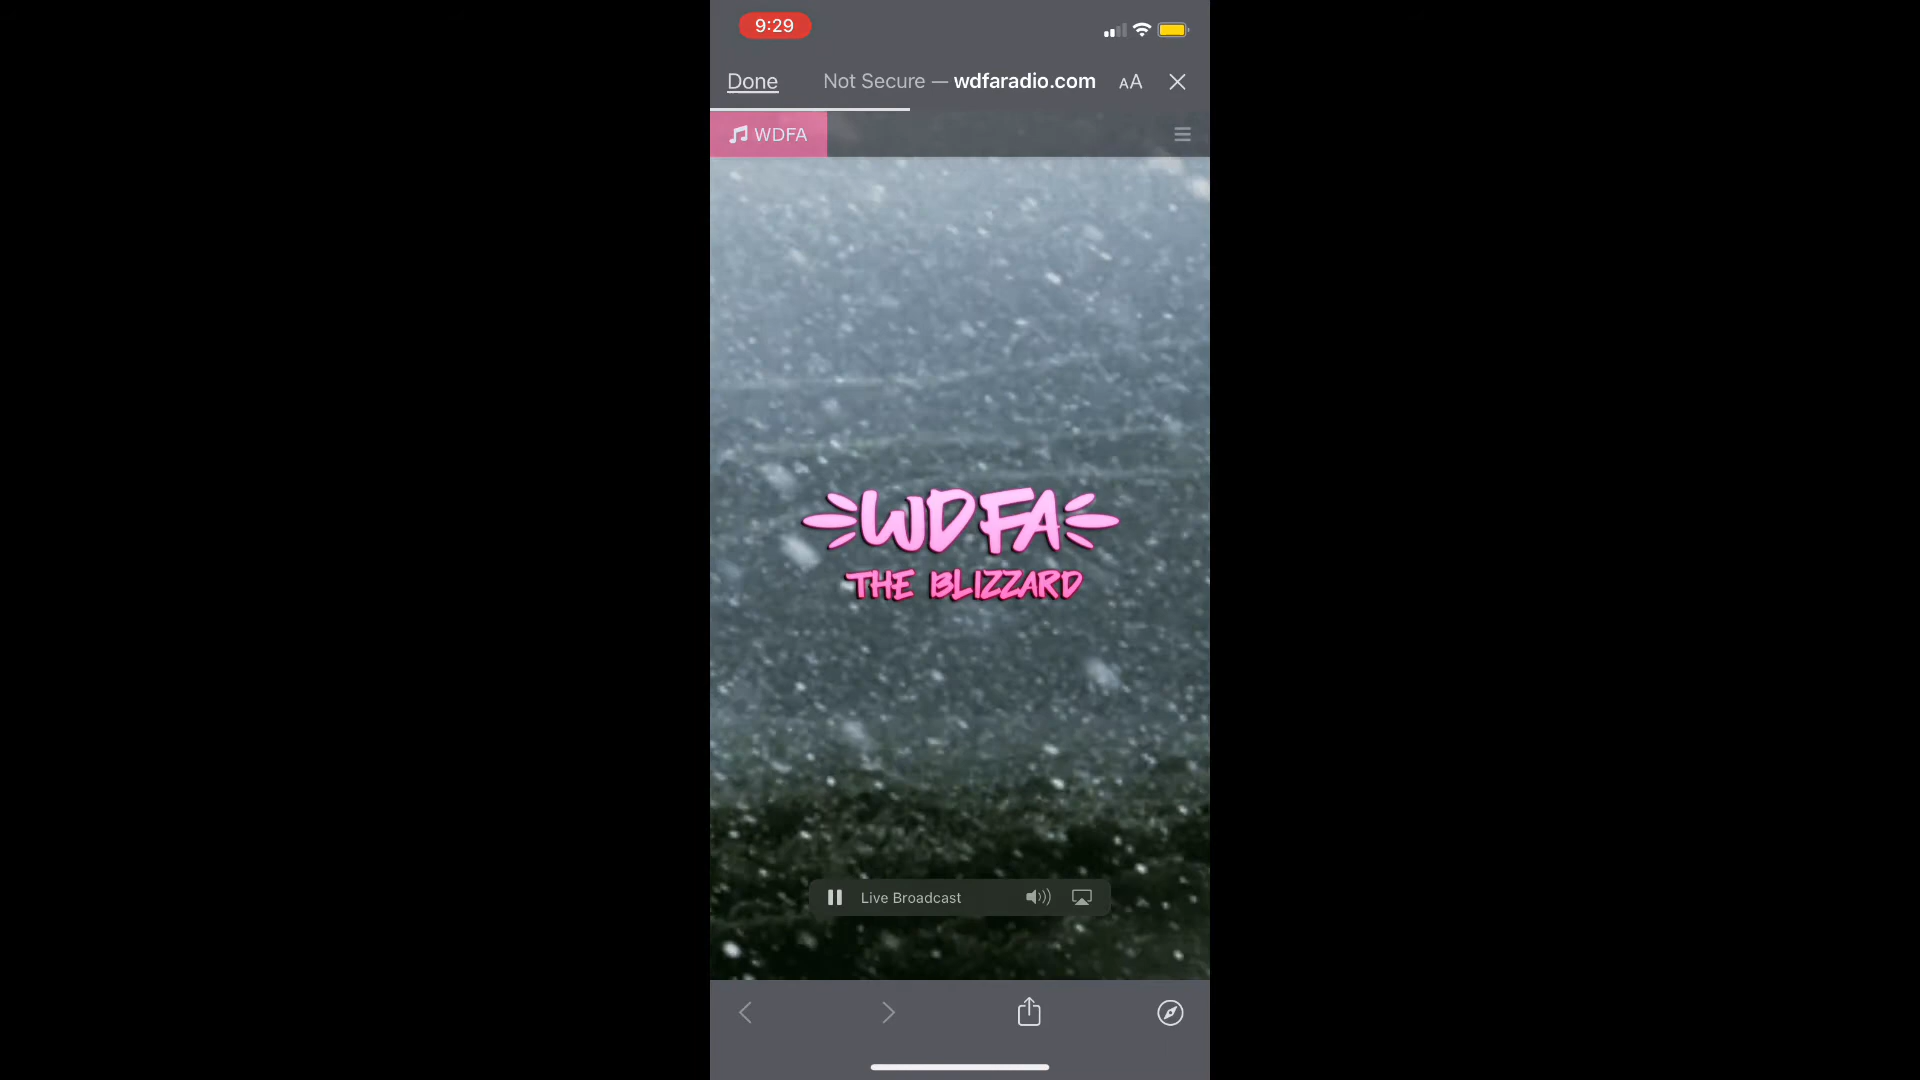 9:29
Done
Not Secure — wdfaradio.com
AA
WDFA
WDFA
THE BLIZZARD
Live Broadcast